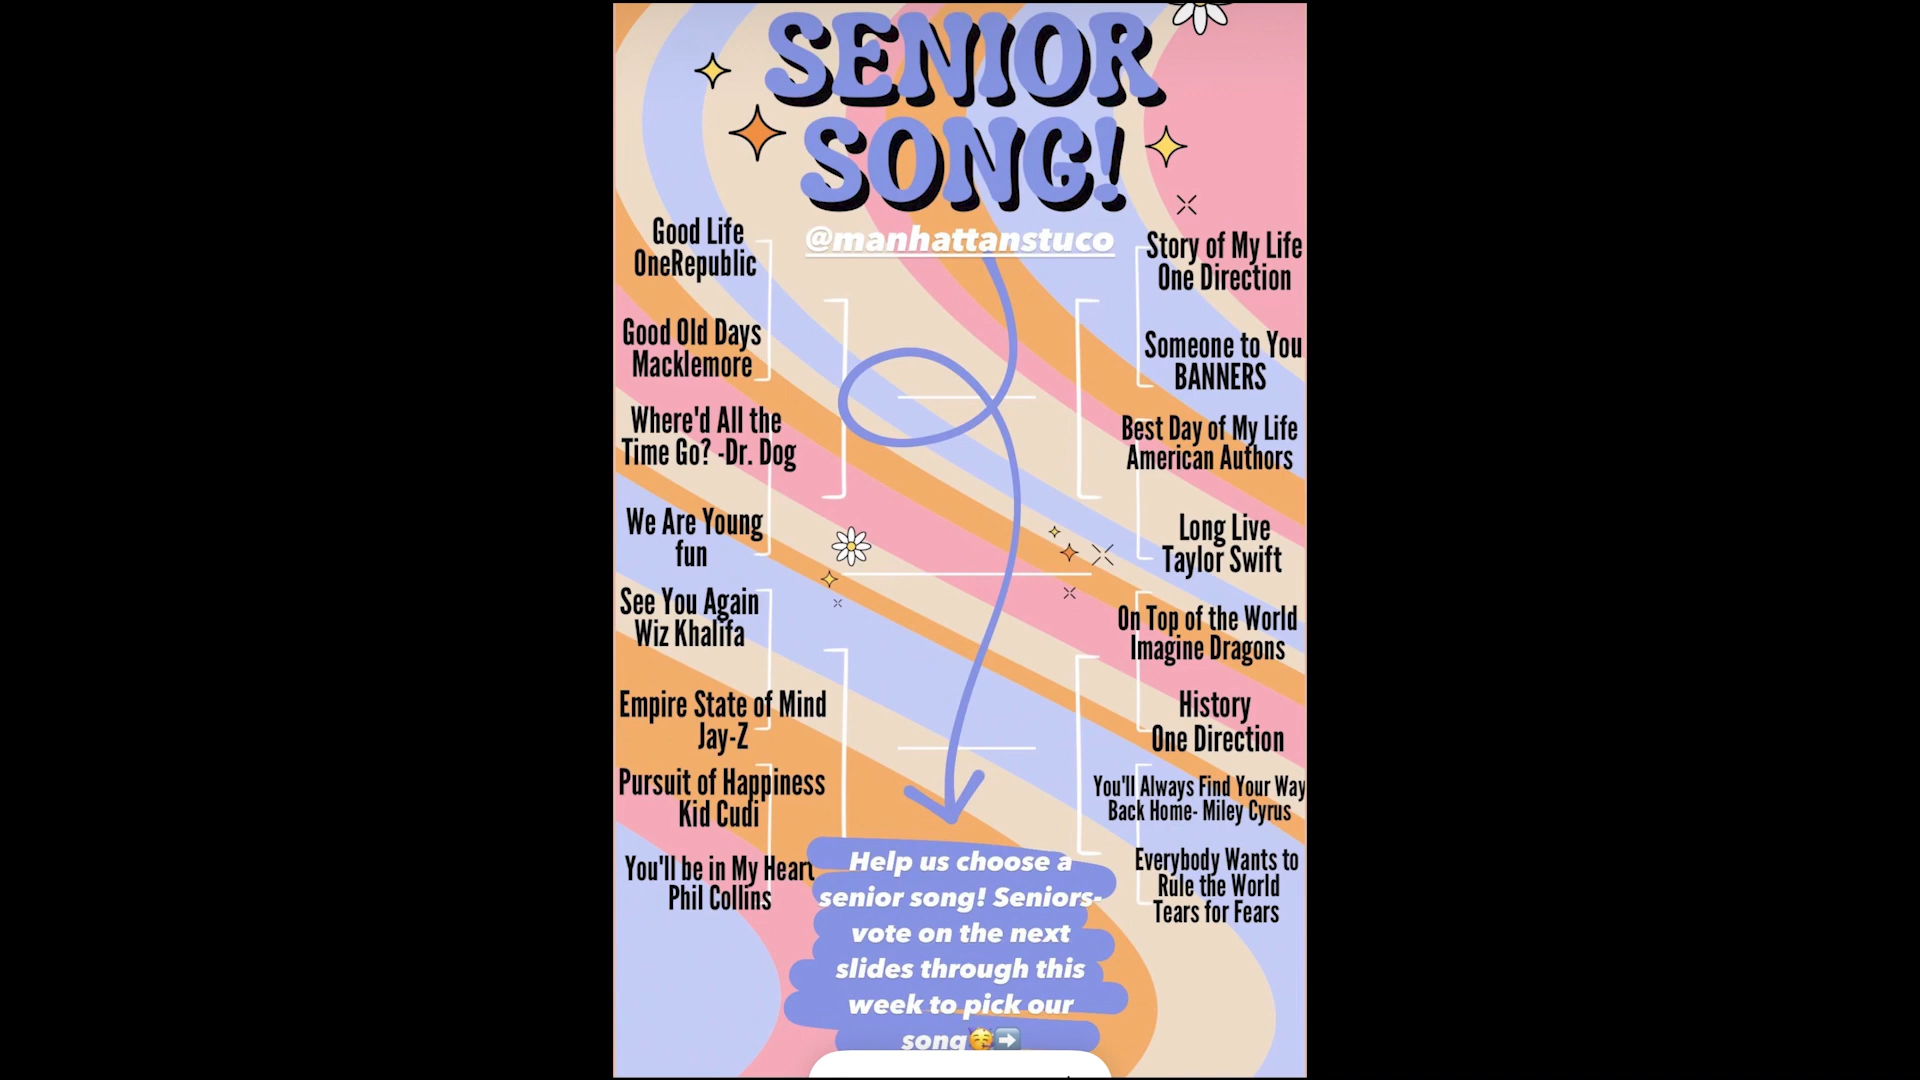 SENIOR
SONG!
@manhattanstuco
Good Life
OneRepublic
Good Old Days
Macklemore
Where'd All the
Time Go? -Dr. Dog
We Are Young
fun
See You Again
Wiz Khalifa
Empire State of Mind
Jay-Z
Pursuit of Happiness
Kid Cudi
You'll be in My Heart
Phil Collins
Story of My Life
One Direction
Someone to You
BANNERS
Best Day of My Life
American Authors
Long Live
Taylor Swift
On Top of the World
Imagine Dragons
History
One Direction
You'll Always Find Your Way
Back Home- Miley Cyrus
Everybody Wants to
Rule the World
Tears for Fears
Help us choose a
senior song! Seniors-
vote on the next
slides through this
week to pick our
song🥳➡️